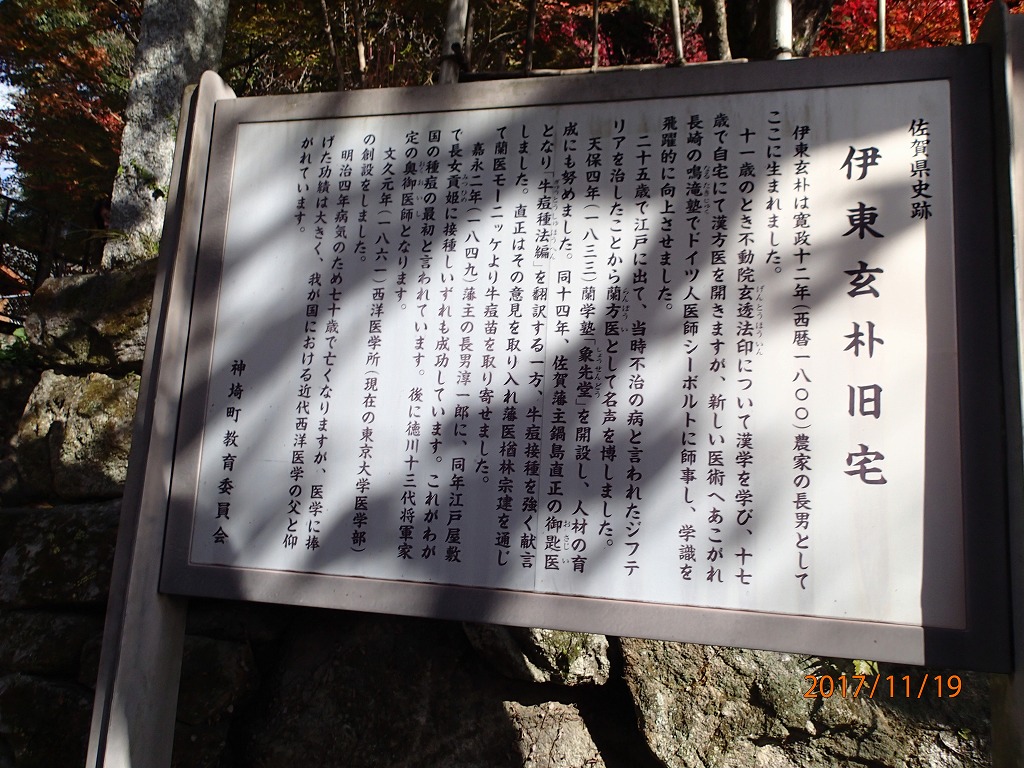 佐賀県史跡
伊東玄朴旧宅
伊東玄朴は寛政十二年(西暦一八〇〇)農家の長男として
ここに生まれました。
十一歳のとき不動院玄透法印について漢学を学び、十七
歳で自宅にて漢方医を開きますが、新しい医術へあこがれ
長崎の鳴滝塾でドイツ人医師シーボルトに師事し、学識を
飛躍的に向上させました。
二十五歳で江戸に出て、当時不治の病と言われたジフテ
リアを治したことから蘭方医として名声を博しました。
天保四年(一八三三)蘭学塾「象先堂」を開設し、人材の育
成にも努めました。同十四年、佐賀藩主鍋島直正の御匙医
となり「牛痘種法編」を翻訳する一方、牛痘接種を強く献言
しました。直正はその意見を取り入れ藩医楢林宗建を通じ
て蘭医モーニッケより牛痘苗を取り寄せました。
嘉永二年(一八四九)藩主の長男淳一郎に、同年江戸屋敷
で長女貢姫に接種しいずれも成功しています。これがわが
国の種痘の最初と言われています。後に徳川十三代将軍家
定の奥御医師となります。
文久元年(一八六一)西洋医学所(現在の東京大学医学部)
の創設をしました。
明治四年病気のため七十歳で亡くなりますが、医学に捧
げた功績は大きく、我が国における近代西洋医学の父と仰
がれています。
神埼町教育委員会
2017/11/19